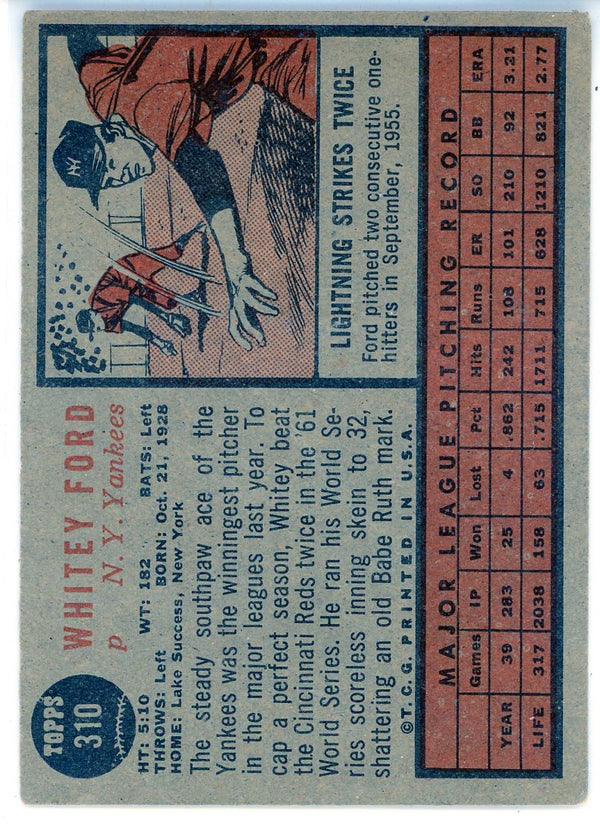 TOPPS
310
WHITEY FORD
p N. Y. Yankees
HT: 5:10 WT: 182 BATS: Left
THROWS: Left BORN: Oct. 21, 1928
HOME: Lake Success, New York
The steady southpaw ace of the
Yankees was the winningest pitcher
in the major leagues last year. To
cap a perfect season, Whitey beat
the Cincinnati Reds twice in the '61
World Series. He ran his World Se-
ries scoreless inning skein to 32,
shattering an old Babe Ruth mark.
©T. C. G. PRINTED IN U.S.A.
NY
LIGHTNING STRIKES TWICE
Ford pitched two consecutive one-
hitters in September, 1955.
MAJOR LEAGUE PITCHING RECORD
Games IP Won Lost Pct Hits Runs ER SO BB ERA
YEAR 39 283 25 4 .862 242 108 101 210 92 3.21
LIFE 317 2038 158 63 .715 1711 715 628 1210 821 2.77